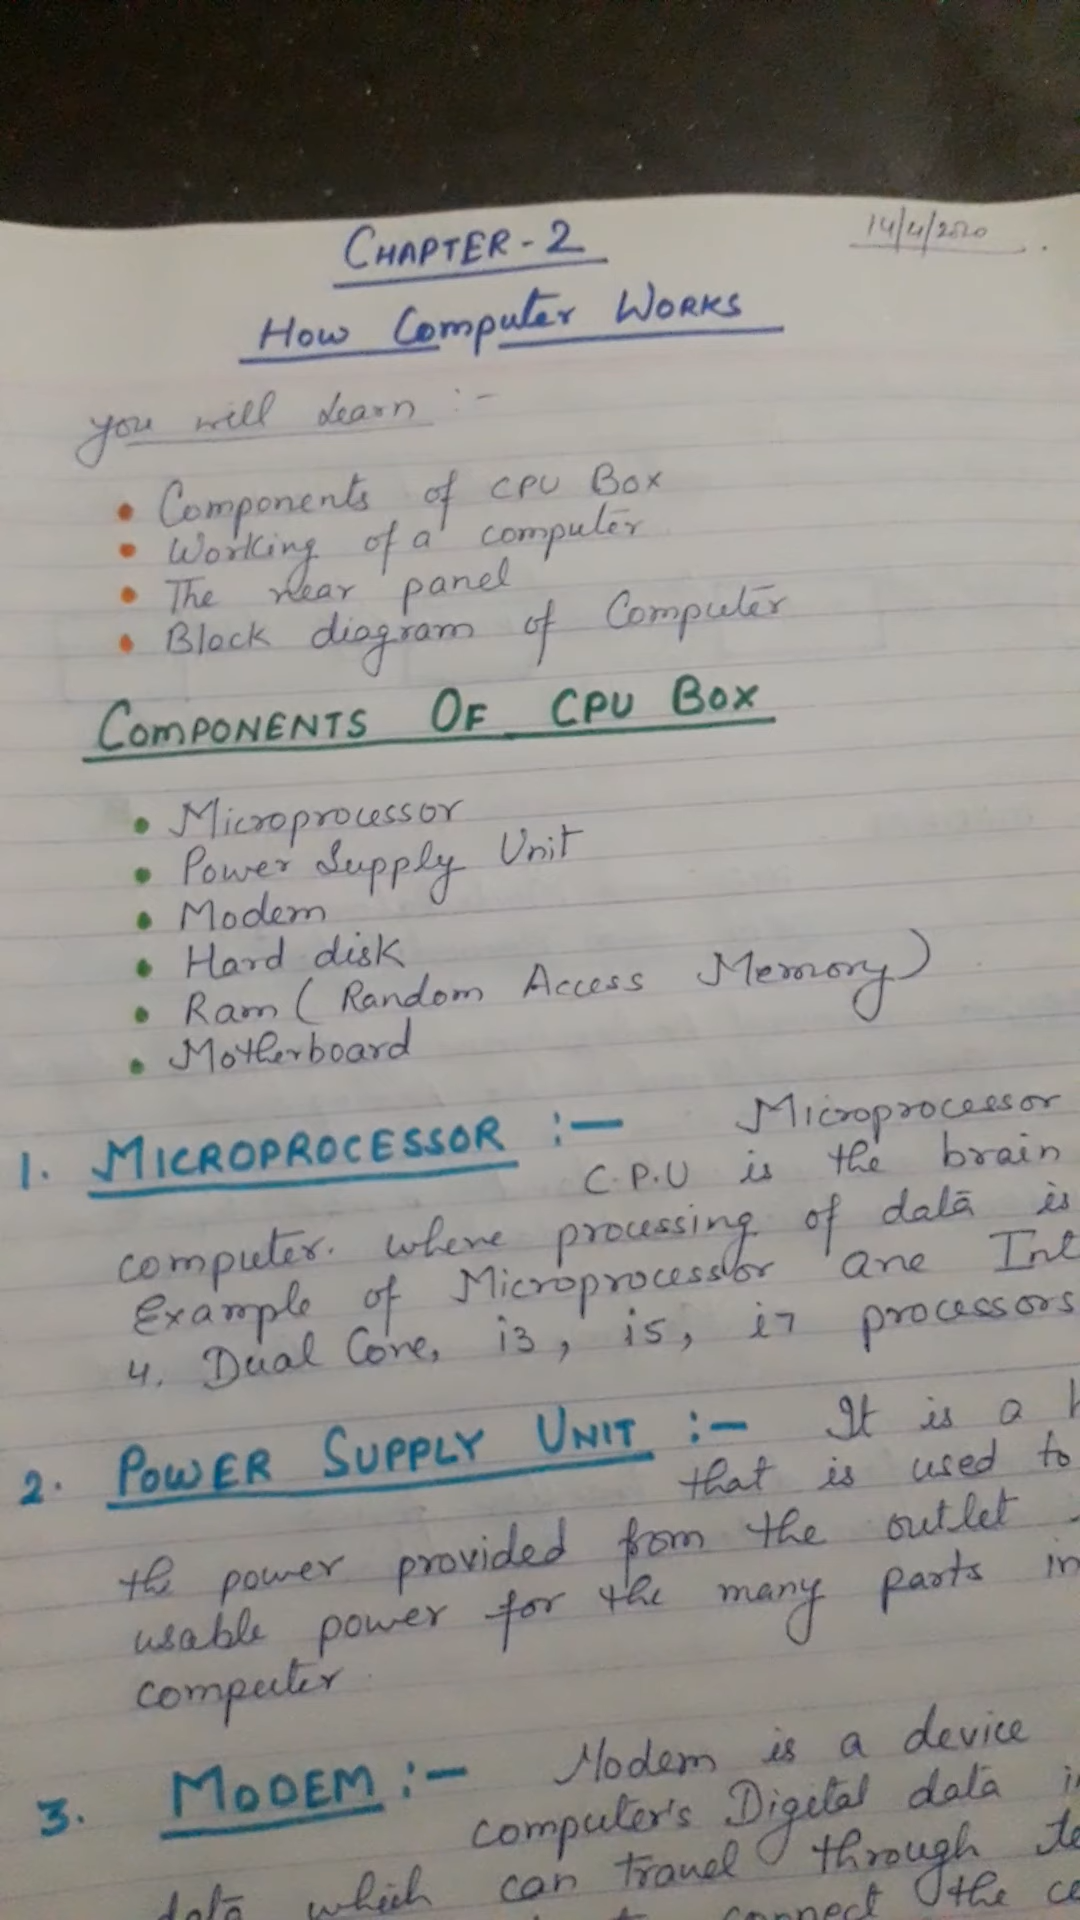 14/4/2020
CHAPTER-2
HOW COMPUTER WORKS
you will learn :-
• Components of CPU Box
• Working of a computer
• The rear panel
• Block diagram of Computer
COMPONENTS OF CPU BOX
• Microprocessor
• Power Supply Unit
• Modem
• Hard disk
• Ram ( Random Access Memory)
• Motherboard
1. MICROPROCESSOR :- Microprocessor
C.P.U is the brain
computer. where processing of data is
Example of Microprocessor are Int
4. Dual Core, i3, i5, i7 processors
2. POWER SUPPLY UNIT :- It is a h
that is used to
the power provided from the outlet
usable power for the many parts in
computer
3. MODEM :- Modem is a device
computer's Digital data
data which can travel through te
connect the